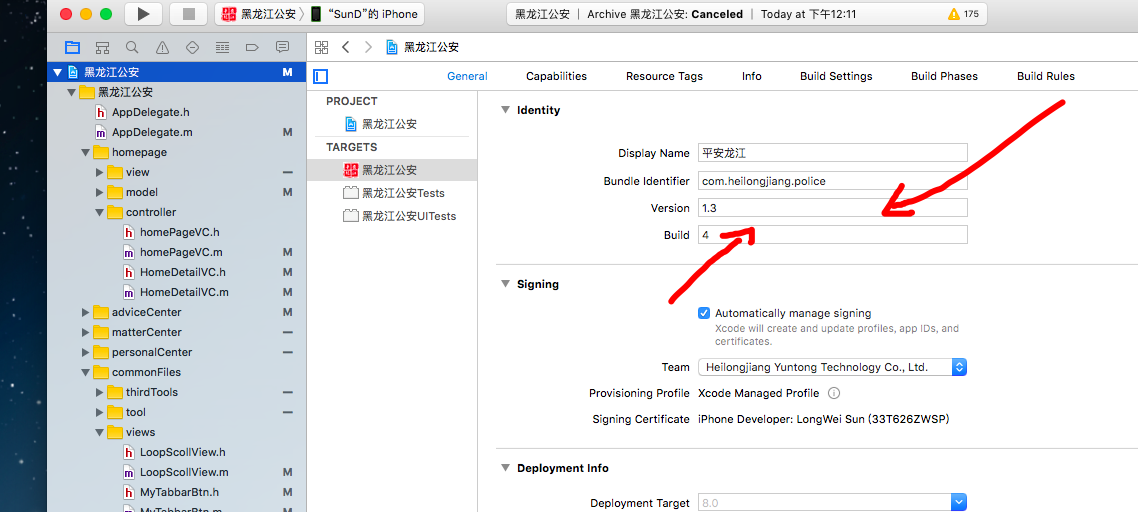 黑龙江公安 〉 “SunD”的 iPhone
黑龙江公安 | Archive 黑龙江公安: Canceled | Today at 下午12:11
175
黑龙江公安
黑龙江公安 M
黑龙江公安
AppDelegate.h
AppDelegate.m M
homepage
view
model M
controller
homePageVC.h
homePageVC.m M
HomeDetailVC.h M
HomeDetailVC.m M
adviceCenter M
matterCenter
personalCenter
commonFiles
thirdTools
tool
views
LoopScollView.h
LoopScollView.m M
MyTabbarBtn.h M
MyTabbarBtn.m M
General Capabilities Resource Tags Info Build Settings Build Phases Build Rules
PROJECT
黑龙江公安
TARGETS
黑龙江公安
黑龙江公安Tests
黑龙江公安UITests
Identity
Display Name 平安龙江
Bundle Identifier com.heilongjiang.police
Version 1.3
Build 4
Signing
Automatically manage signing
Xcode will create and update profiles, app IDs, and
certificates.
Team Heilongjiang Yuntong Technology Co., Ltd.
Provisioning Profile Xcode Managed Profile
Signing Certificate iPhone Developer: LongWei Sun (33T626ZWSP)
Deployment Info
Deployment Target 8.0